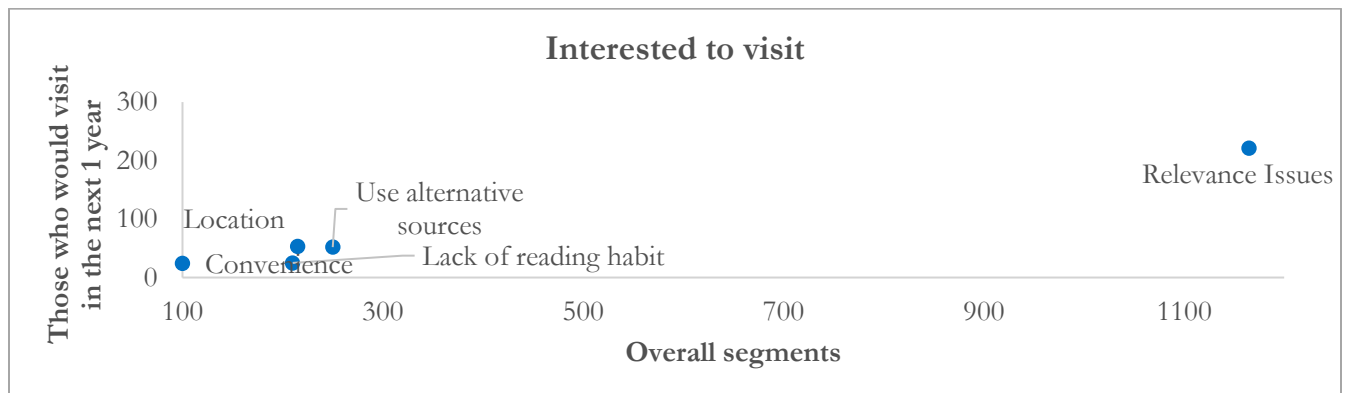 Interested to visit
Those who would visit
in the next 1 year
300
200
100
0
Location
Convenience
Use alternative
sources
Lack of reading habit
Relevance Issues
100
300
500
700
900
1100
Overall segments